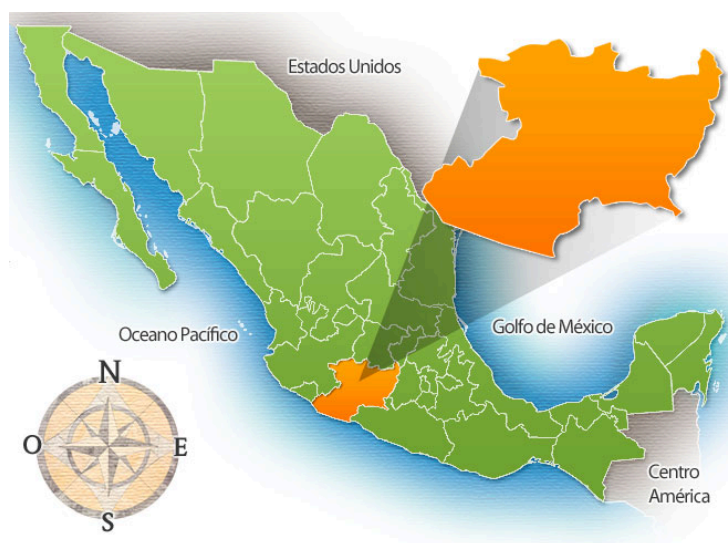 Estados Unidos
Oceano Pacífico
Golfo de México
N
O
E
S
Centro
América